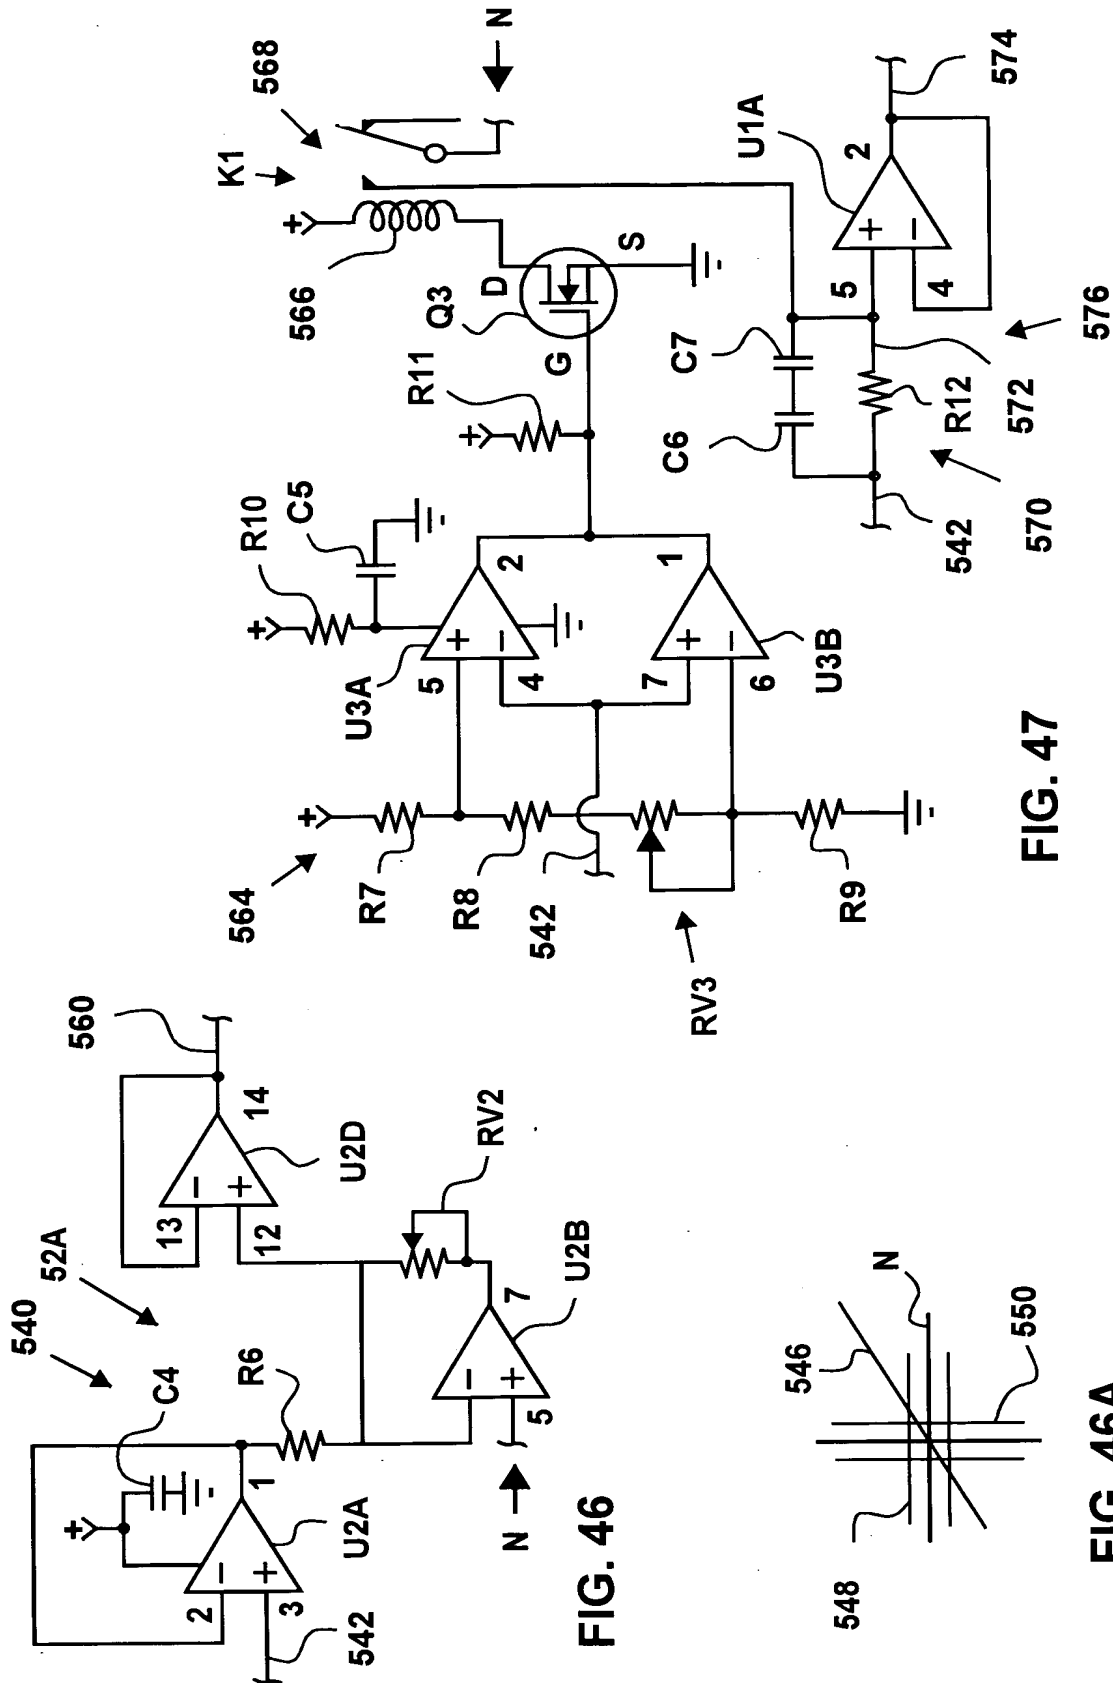 540
52A
560
C4
+
1
R6
2
−
+
3
542
U2A
13
−
12
+
14
U2D
RV2
N
5
−
+
7
U2B
FIG. 46
548
546
N
550
FIG. 46A
564
+
R7
R8
542
RV3
R9
+
R10
C5
U3A
5
+
4
−
2
7
+
6
−
1
U3B
+
R11
Q3
G
D
S
566
+
K1
568
N
C6
C7
542
570
R12
572
576
5
+
4
−
U1A
2
574
FIG. 47